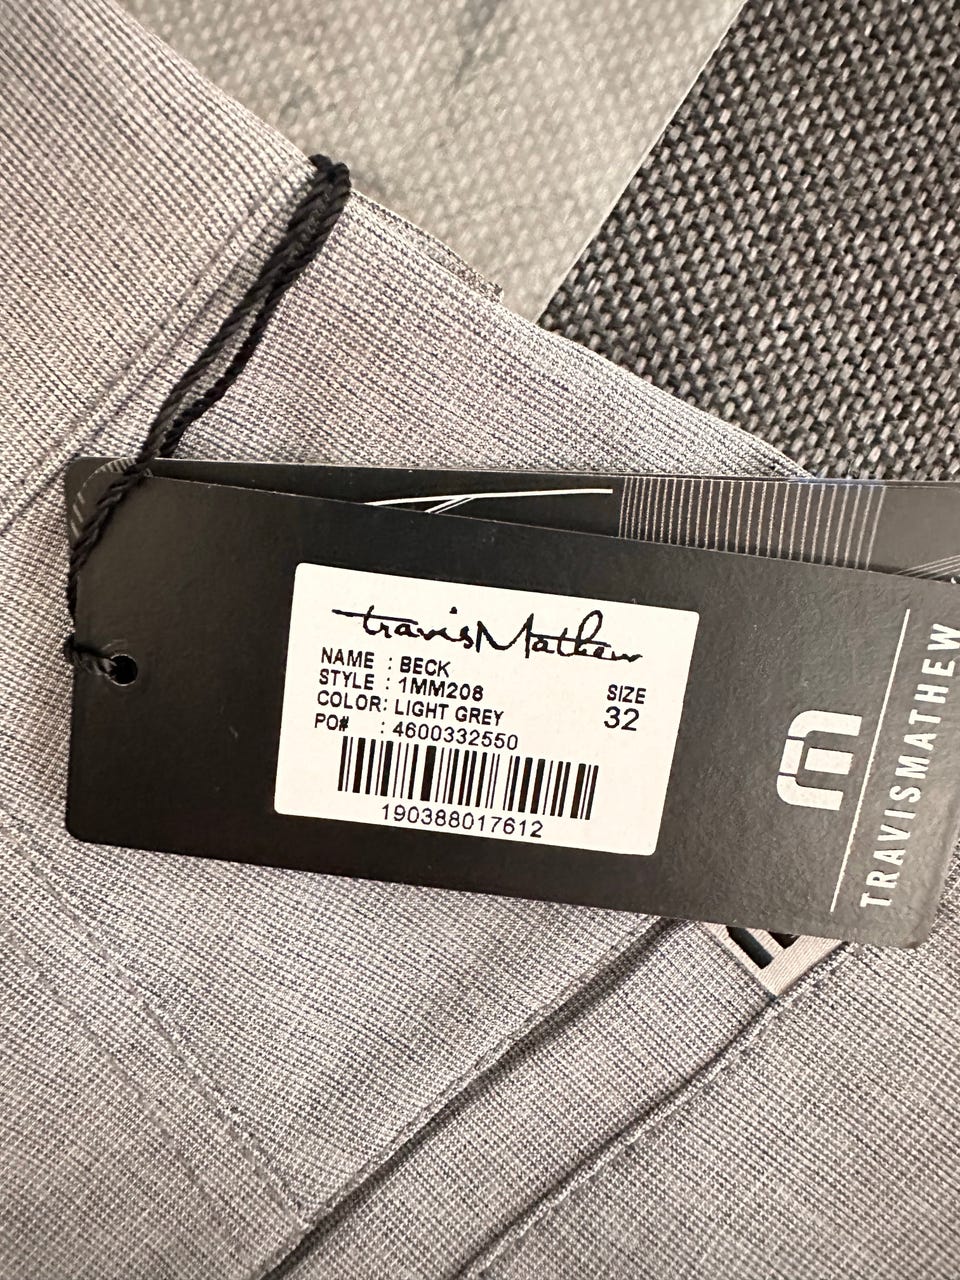 travisMathew
NAME : BECK
STYLE : 1MM208
COLOR: LIGHT GREY
PO# : 4600332550
SIZE
32
190388017612
TRAVISMATHEW